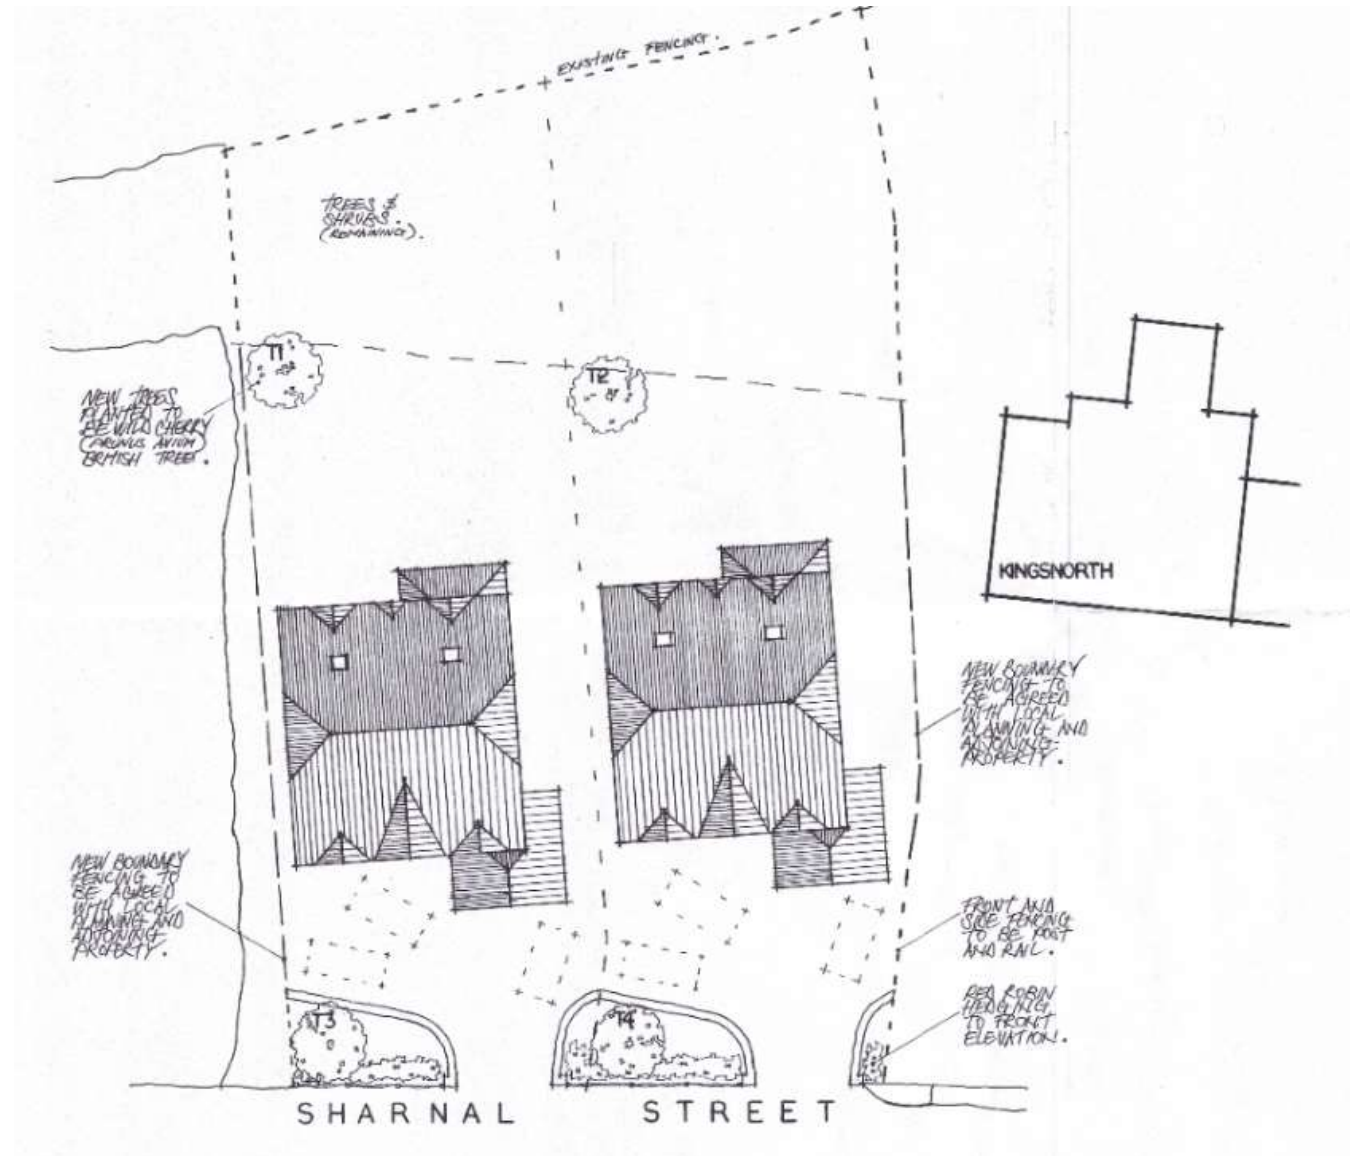 EXISTING FENCING.
TREES &
SHRUBS.
(REMAINING).
T1
T2
NEW TREES
PLANTED TO
BE WILD CHERRY
(PRUNUS AVIUM)
BRITISH TREE.
KINGSNORTH
NEW BOUNDARY
FENCING TO
BE AGREED
WITH LOCAL
PLANNING AND
ADJOINING
PROPERTY.
NEW BOUNDARY
FENCING TO
BE AGREED
WITH LOCAL
PLANNING AND
ADJOINING
PROPERTY.
FRONT AND
SIDE FENCING
TO BE POST
AND RAIL.
RED ROBIN
HEDGING
TO FRONT
ELEVATION.
T3
T4
SHARNAL STREET